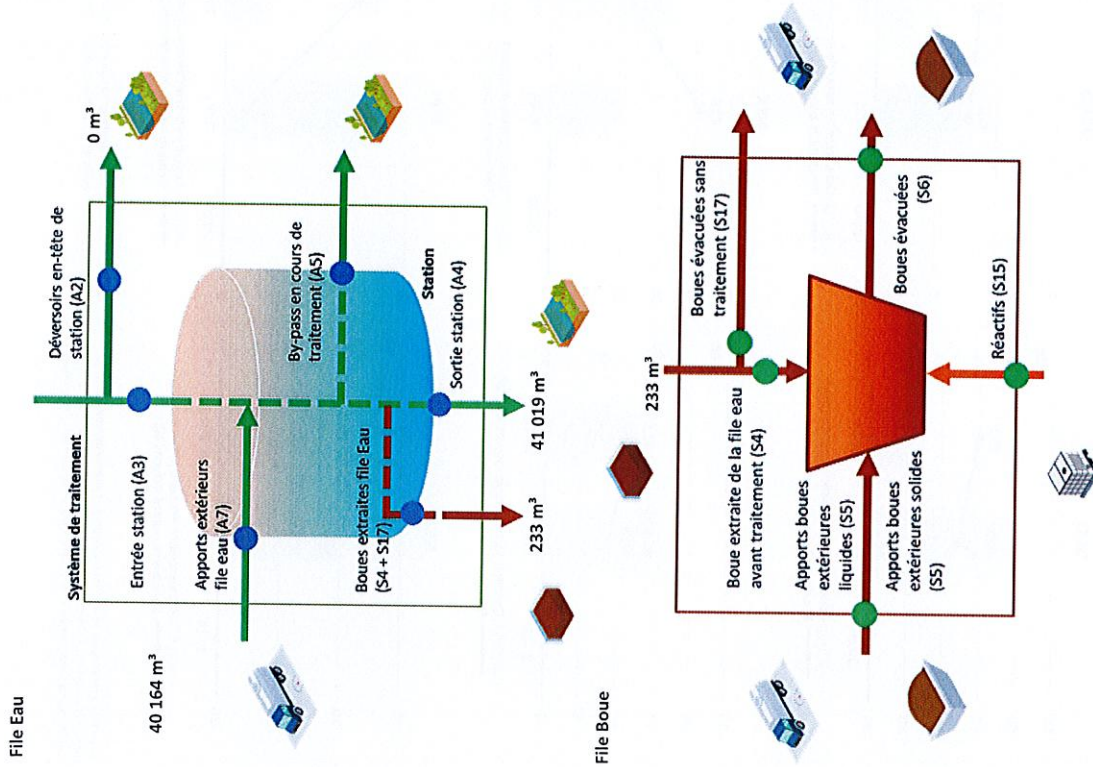 File Eau
Système de traitement
Déversoirs en-tête de
station (A2)
0 m³
Entrée station (A3)
40 164 m³
Apports extérieurs
file eau (A7)
By-pass en cours de
traitement (A5)
Boues extraites file Eau
(S4 + S17)
Station
Sortie station (A4)
233 m³
41 019 m³
File Boue
233 m³
Boues évacuées sans
traitement (S17)
Boue extraite de la file eau
avant traitement (S4)
Apports boues
extérieures
liquides (S5)
Apports boues
extérieures solides
(S5)
Boues évacuées
(S6)
Réactifs (S15)